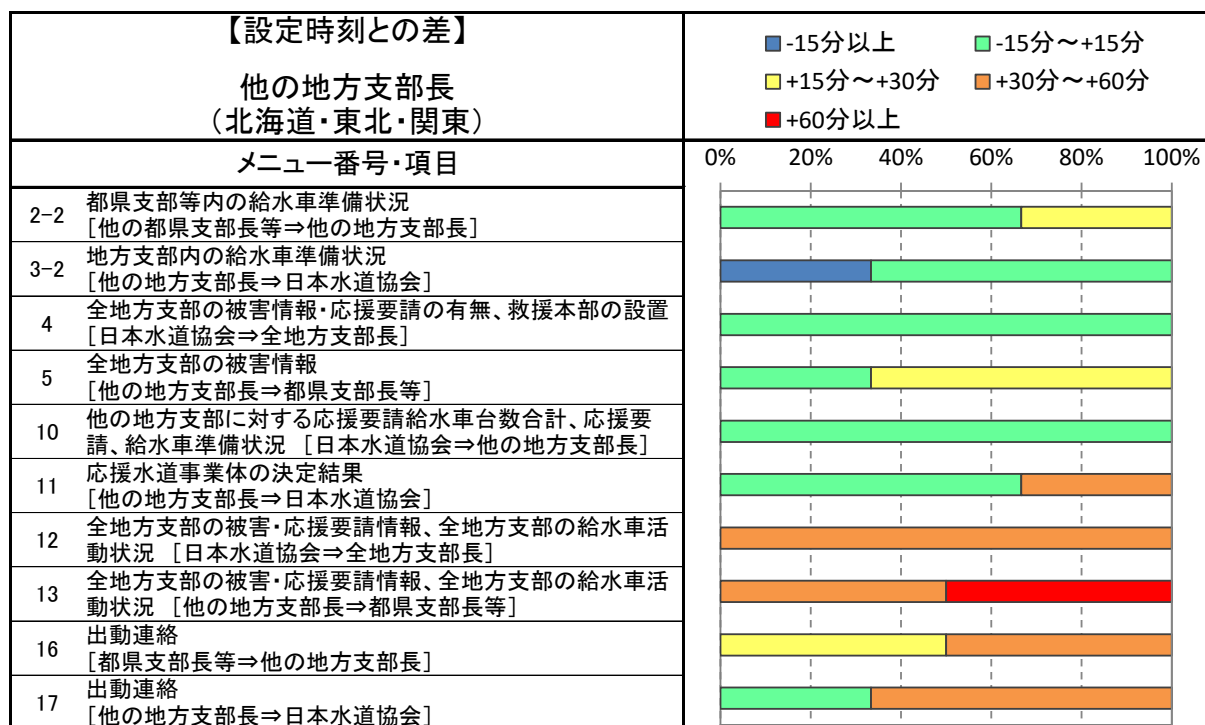 【設定時刻との差】
他の地方支部長
（北海道・東北・関東）
-15分以上
-15分～+15分
+15分～+30分
+30分～+60分
+60分以上
メニュー番号・項目
0% 20% 40% 60% 80% 100%
2-2 都県支部等内の給水車準備状況
［他の都県支部長等⇒他の地方支部長］
3-2 地方支部内の給水車準備状況
［他の地方支部長⇒日本水道協会］
4 全地方支部の被害情報・応援要請の有無、救援本部の設置
［日本水道協会⇒全地方支部長］
5 全地方支部の被害情報
［他の地方支部長⇒都県支部長等］
10 他の地方支部に対する応援要請給水車台数合計、応援要
請、給水車準備状況 ［日本水道協会⇒他の地方支部長］
11 応援水道事業体の決定結果
［他の地方支部長⇒日本水道協会］
12 全地方支部の被害・応援要請情報、全地方支部の給水車活
動状況 ［日本水道協会⇒全地方支部長］
13 全地方支部の被害・応援要請情報、全地方支部の給水車活
動状況 ［他の地方支部長⇒都県支部長等］
16 出動連絡
［都県支部長等⇒他の地方支部長］
17 出動連絡
［他の地方支部長⇒日本水道協会］